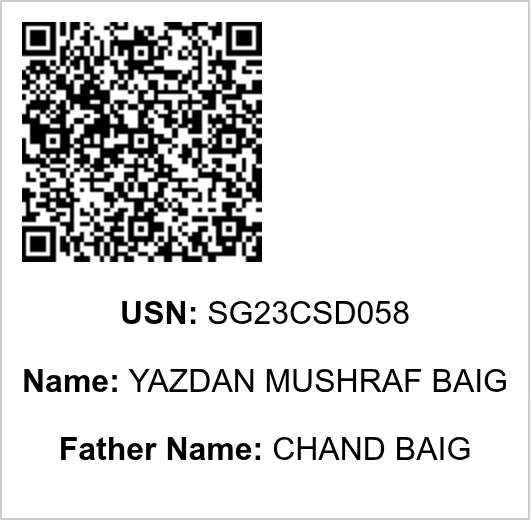 USN: SG23CSD058
Name: YAZDAN MUSHRAF BAIG
Father Name: CHAND BAIG